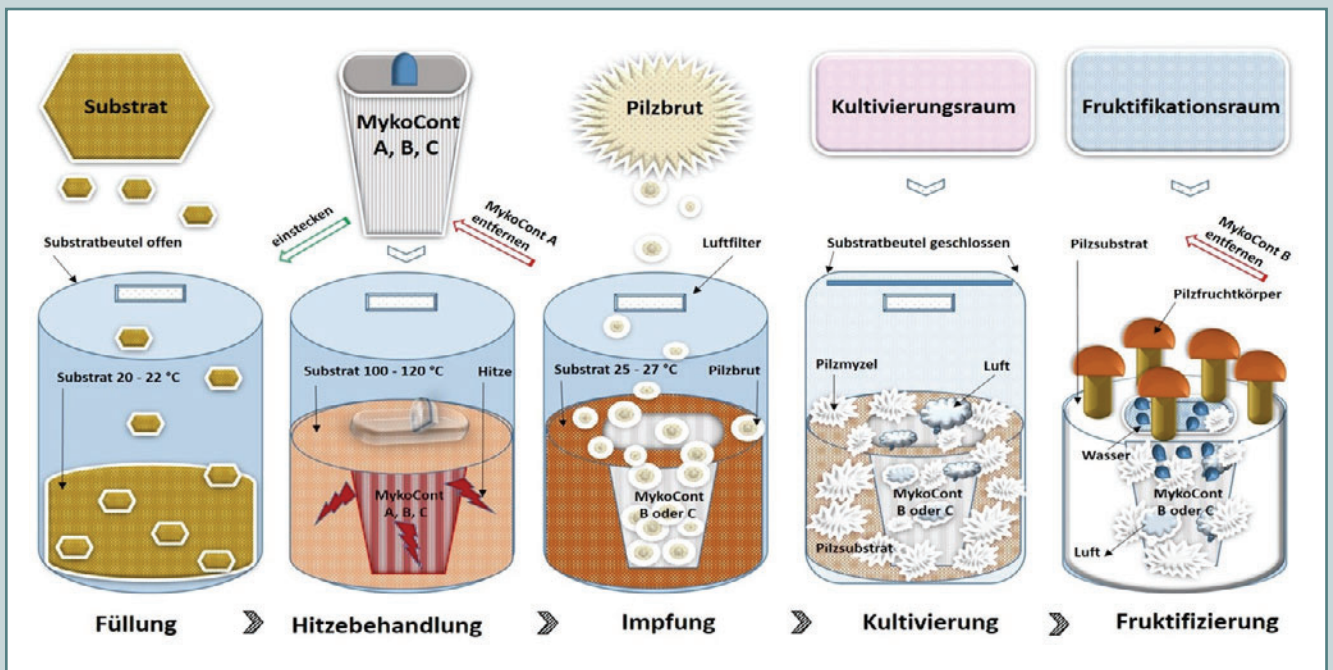 Substrat
Substratbeutel offen
Substrat 20 - 22 °C
Füllung
MykoCont
A, B, C
einstecken
MykoCont A
entfernen
Substrat 100 - 120 °C
Hitze
MykoCont
A, B, C
Hitzebehandlung
Pilzbrut
Luftfilter
Substrat 25 - 27 °C
Pilzbrut
MykoCont
B oder C
Impfung
Kultivierungsraum
Substratbeutel geschlossen
Pilzmyzel
Luft
MykoCont
B oder C
Pilzsubstrat
Kultivierung
Fruktifikationsraum
Pilzsubstrat
MykoCont B
entfernen
Pilzfruchtkörper
Wasser
MykoCont
B oder C
Luft
Fruktifizierung